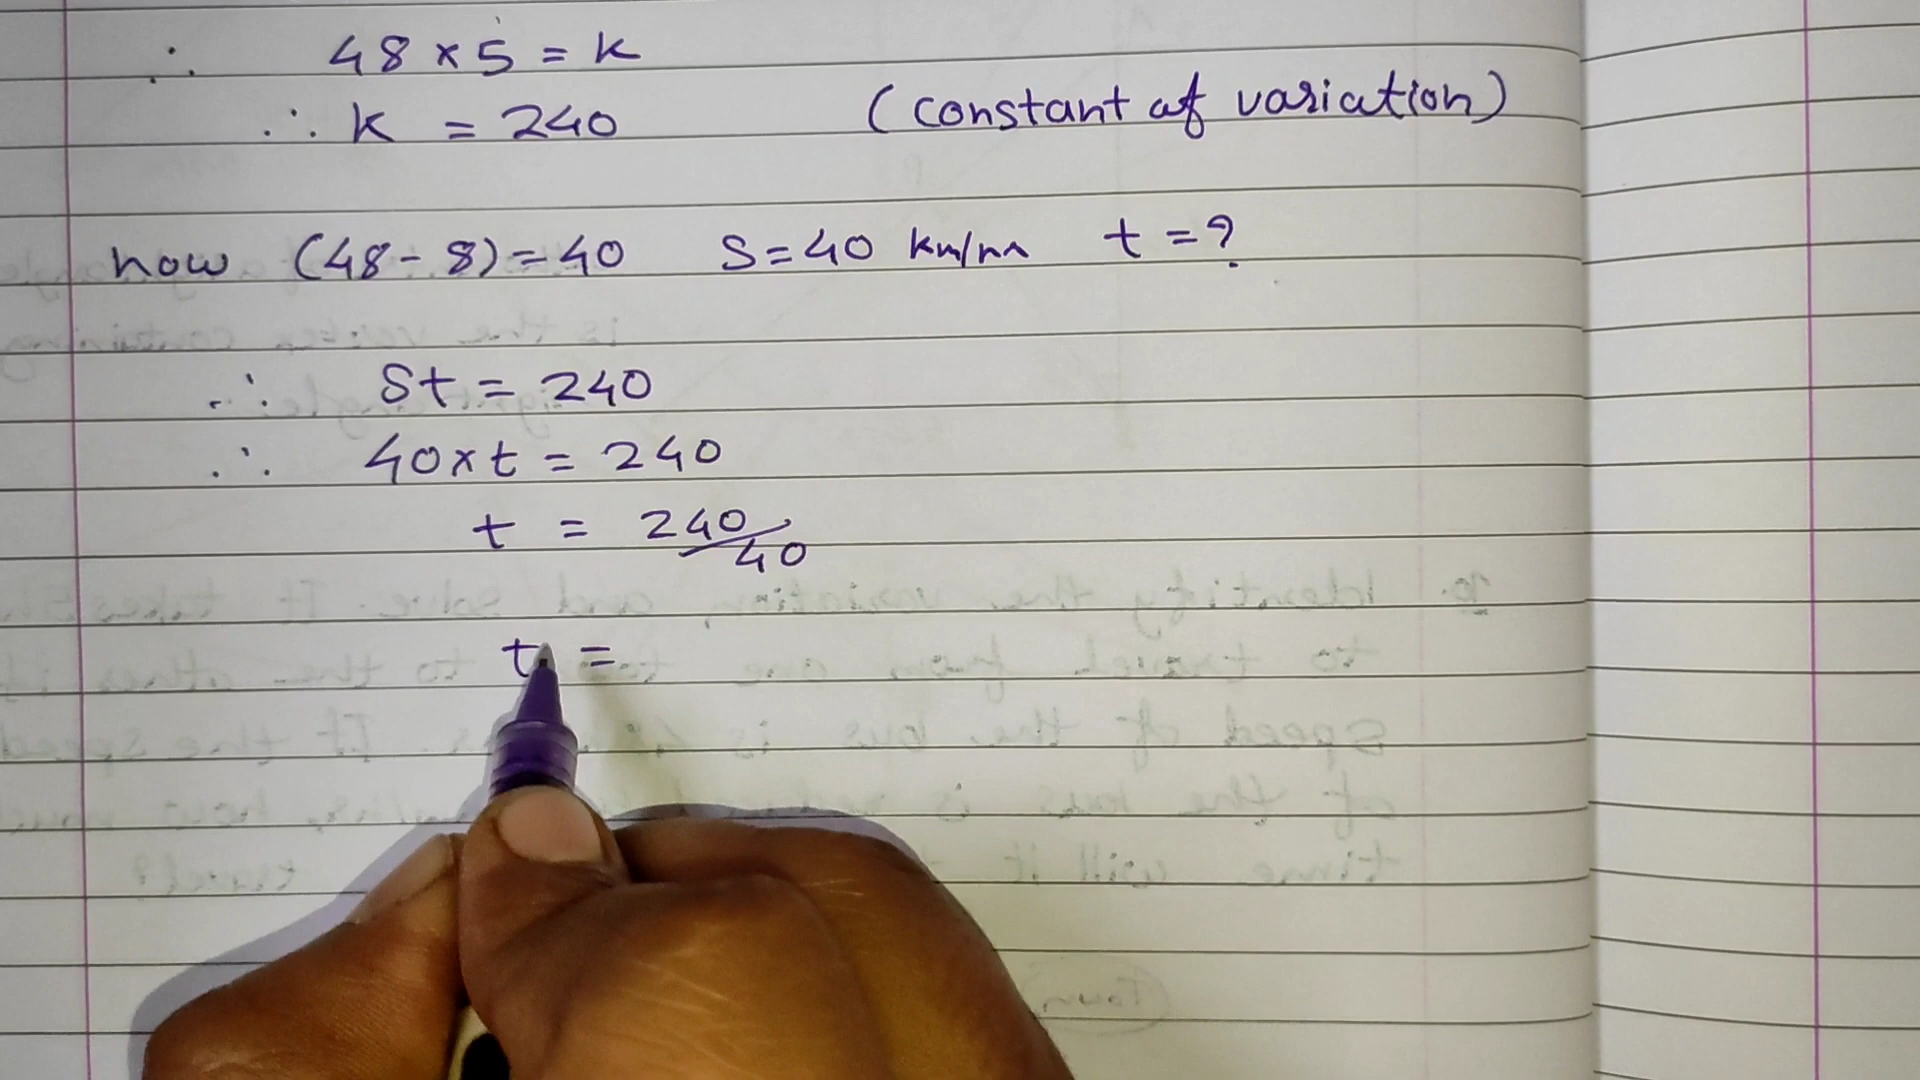 ∴ 48 × 5 = k
∴ k = 240 (constant of variation)
now (48 - 8) = 40 S = 40 km/hr t = ?
∴ St = 240
∴ 40 × t = 240
t = 240/40
t =